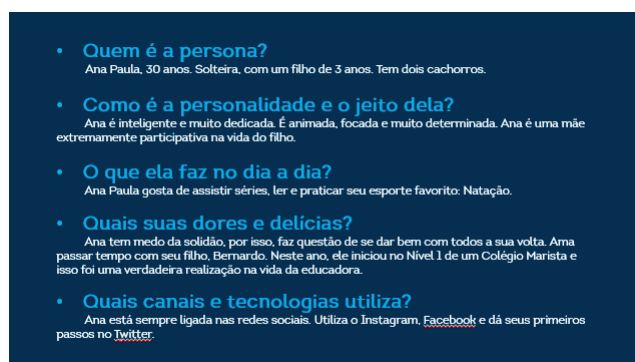 • Quem é a persona?
Ana Paula, 30 anos. Solteira, com um filho de 3 anos. Tem dois cachorros.
• Como é a personalidade e o jeito dela?
Ana é inteligente e muito dedicada. É animada, focada e muito determinada. Ana é uma mãe
extremamente participativa na vida do filho.
• O que ela faz no dia a dia?
Ana Paula gosta de assistir séries, ler e praticar seu esporte favorito: Natação.
• Quais suas dores e delícias?
Ana tem medo da solidão, por isso, faz questão de se dar bem com todos a sua volta. Ama
passar tempo com seu filho, Bernardo. Neste ano, ele iniciou no Nível 1 de um Colégio Marista e
isso foi uma verdadeira realização na vida da educadora.
• Quais canais e tecnologias utiliza?
Ana está sempre ligada nas redes sociais. Utiliza o Instagram, Facebook e dá seus primeiros
passos no Twitter.